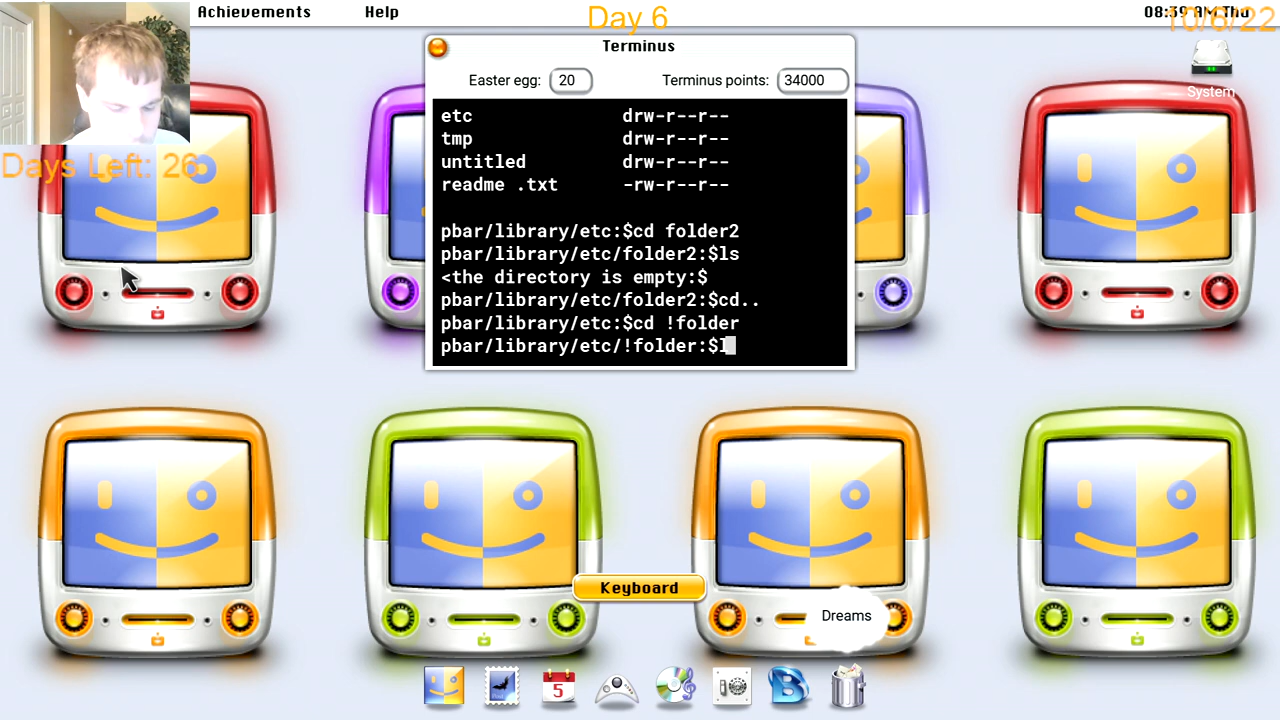 Achievements
Help
Day 6
08:39 AM Thu
10/6/22
Days Left: 26
System
Terminus
Easter egg: 20
Terminus points: 34000
etc drw-r--r--
tmp drw-r--r--
untitled drw-r--r--
readme .txt -rw-r--r--
pbar/library/etc:$cd folder2
pbar/library/etc/folder2:$ls
<the directory is empty:$
pbar/library/etc/folder2:$cd..
pbar/library/etc:$cd !folder
pbar/library/etc/!folder:$l
Keyboard
Dreams
5